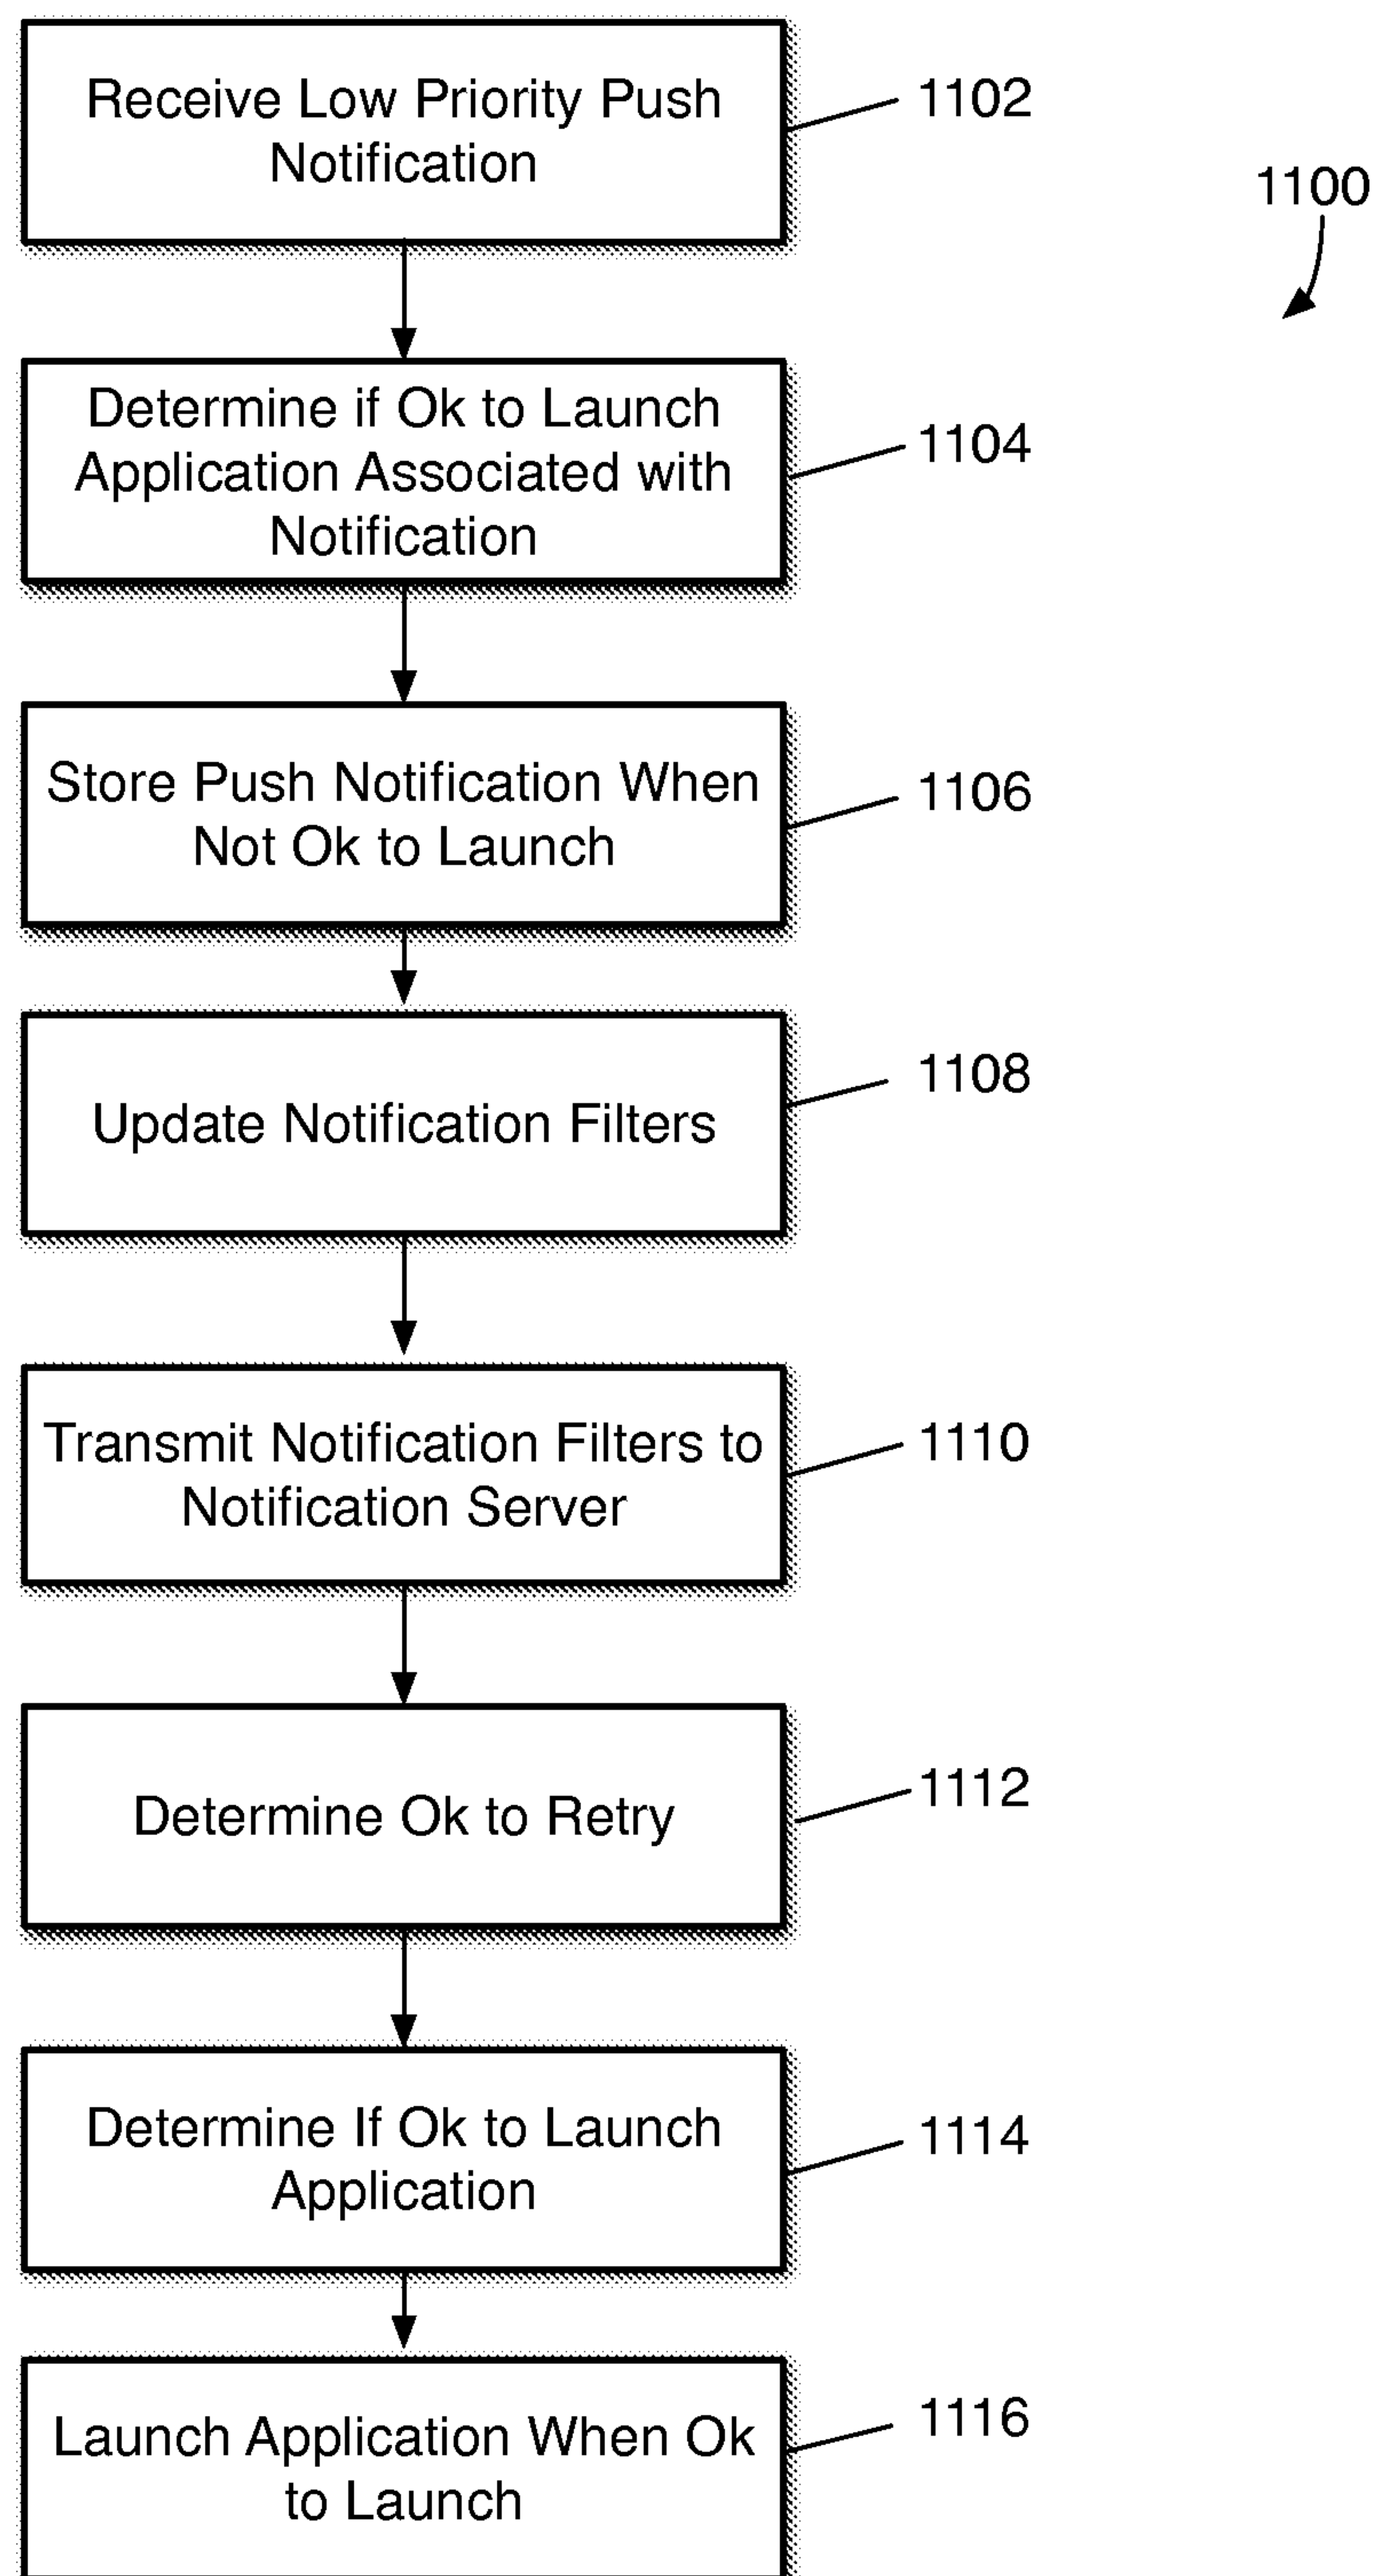 Receive Low Priority Push
Notification
1102
1100
Determine if Ok to Launch
Application Associated with
Notification
1104
Store Push Notification When
Not Ok to Launch
1106
Update Notification Filters
1108
Transmit Notification Filters to
Notification Server
1110
Determine Ok to Retry
1112
Determine If Ok to Launch
Application
1114
Launch Application When Ok
to Launch
1116